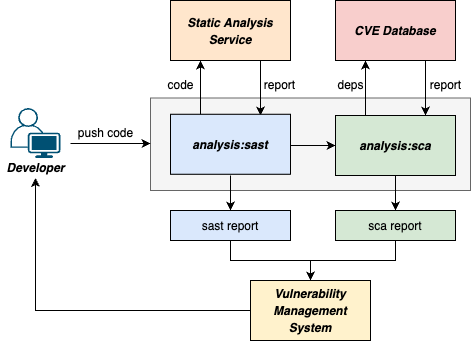 Static Analysis
Service
CVE Database
code
report
deps
report
push code
Developer
analysis:sast
analysis:sca
sast report
sca report
Vulnerability
Management
System